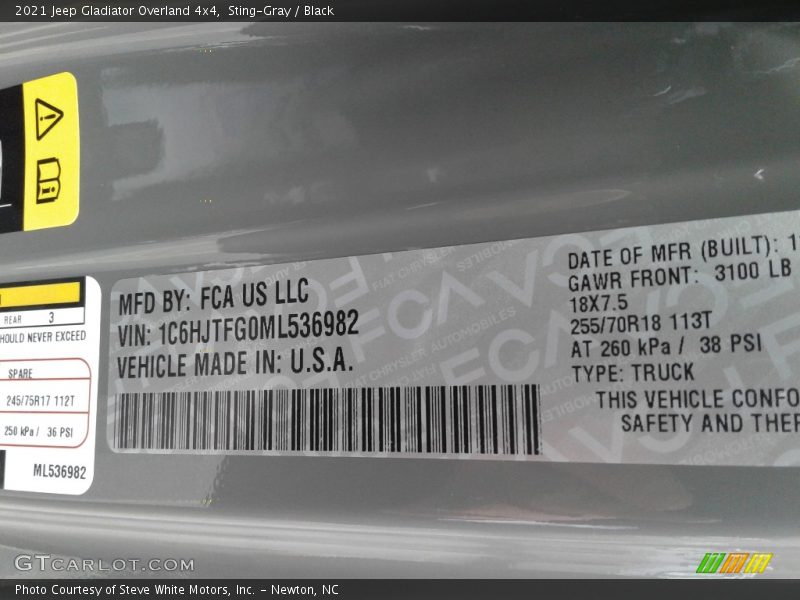 2021 Jeep Gladiator Overland 4x4, Sting-Gray / Black
REAR 3
SHOULD NEVER EXCEED
SPARE
245/75R17 112T
250 kPa / 36 PSI
ML536982
MFD BY: FCA US LLC
VIN: 1C6HJTFG0ML536982
VEHICLE MADE IN: U.S.A.
DATE OF MFR (BUILT): 1
GAWR FRONT: 3100 LB
18X7.5
255/70R18 113T
AT 260 kPa / 38 PSI
TYPE: TRUCK
THIS VEHICLE CONFO
SAFETY AND THEF
GTCARLOT.COM
Photo Courtesy of Steve White Motors, Inc. – Newton, NC